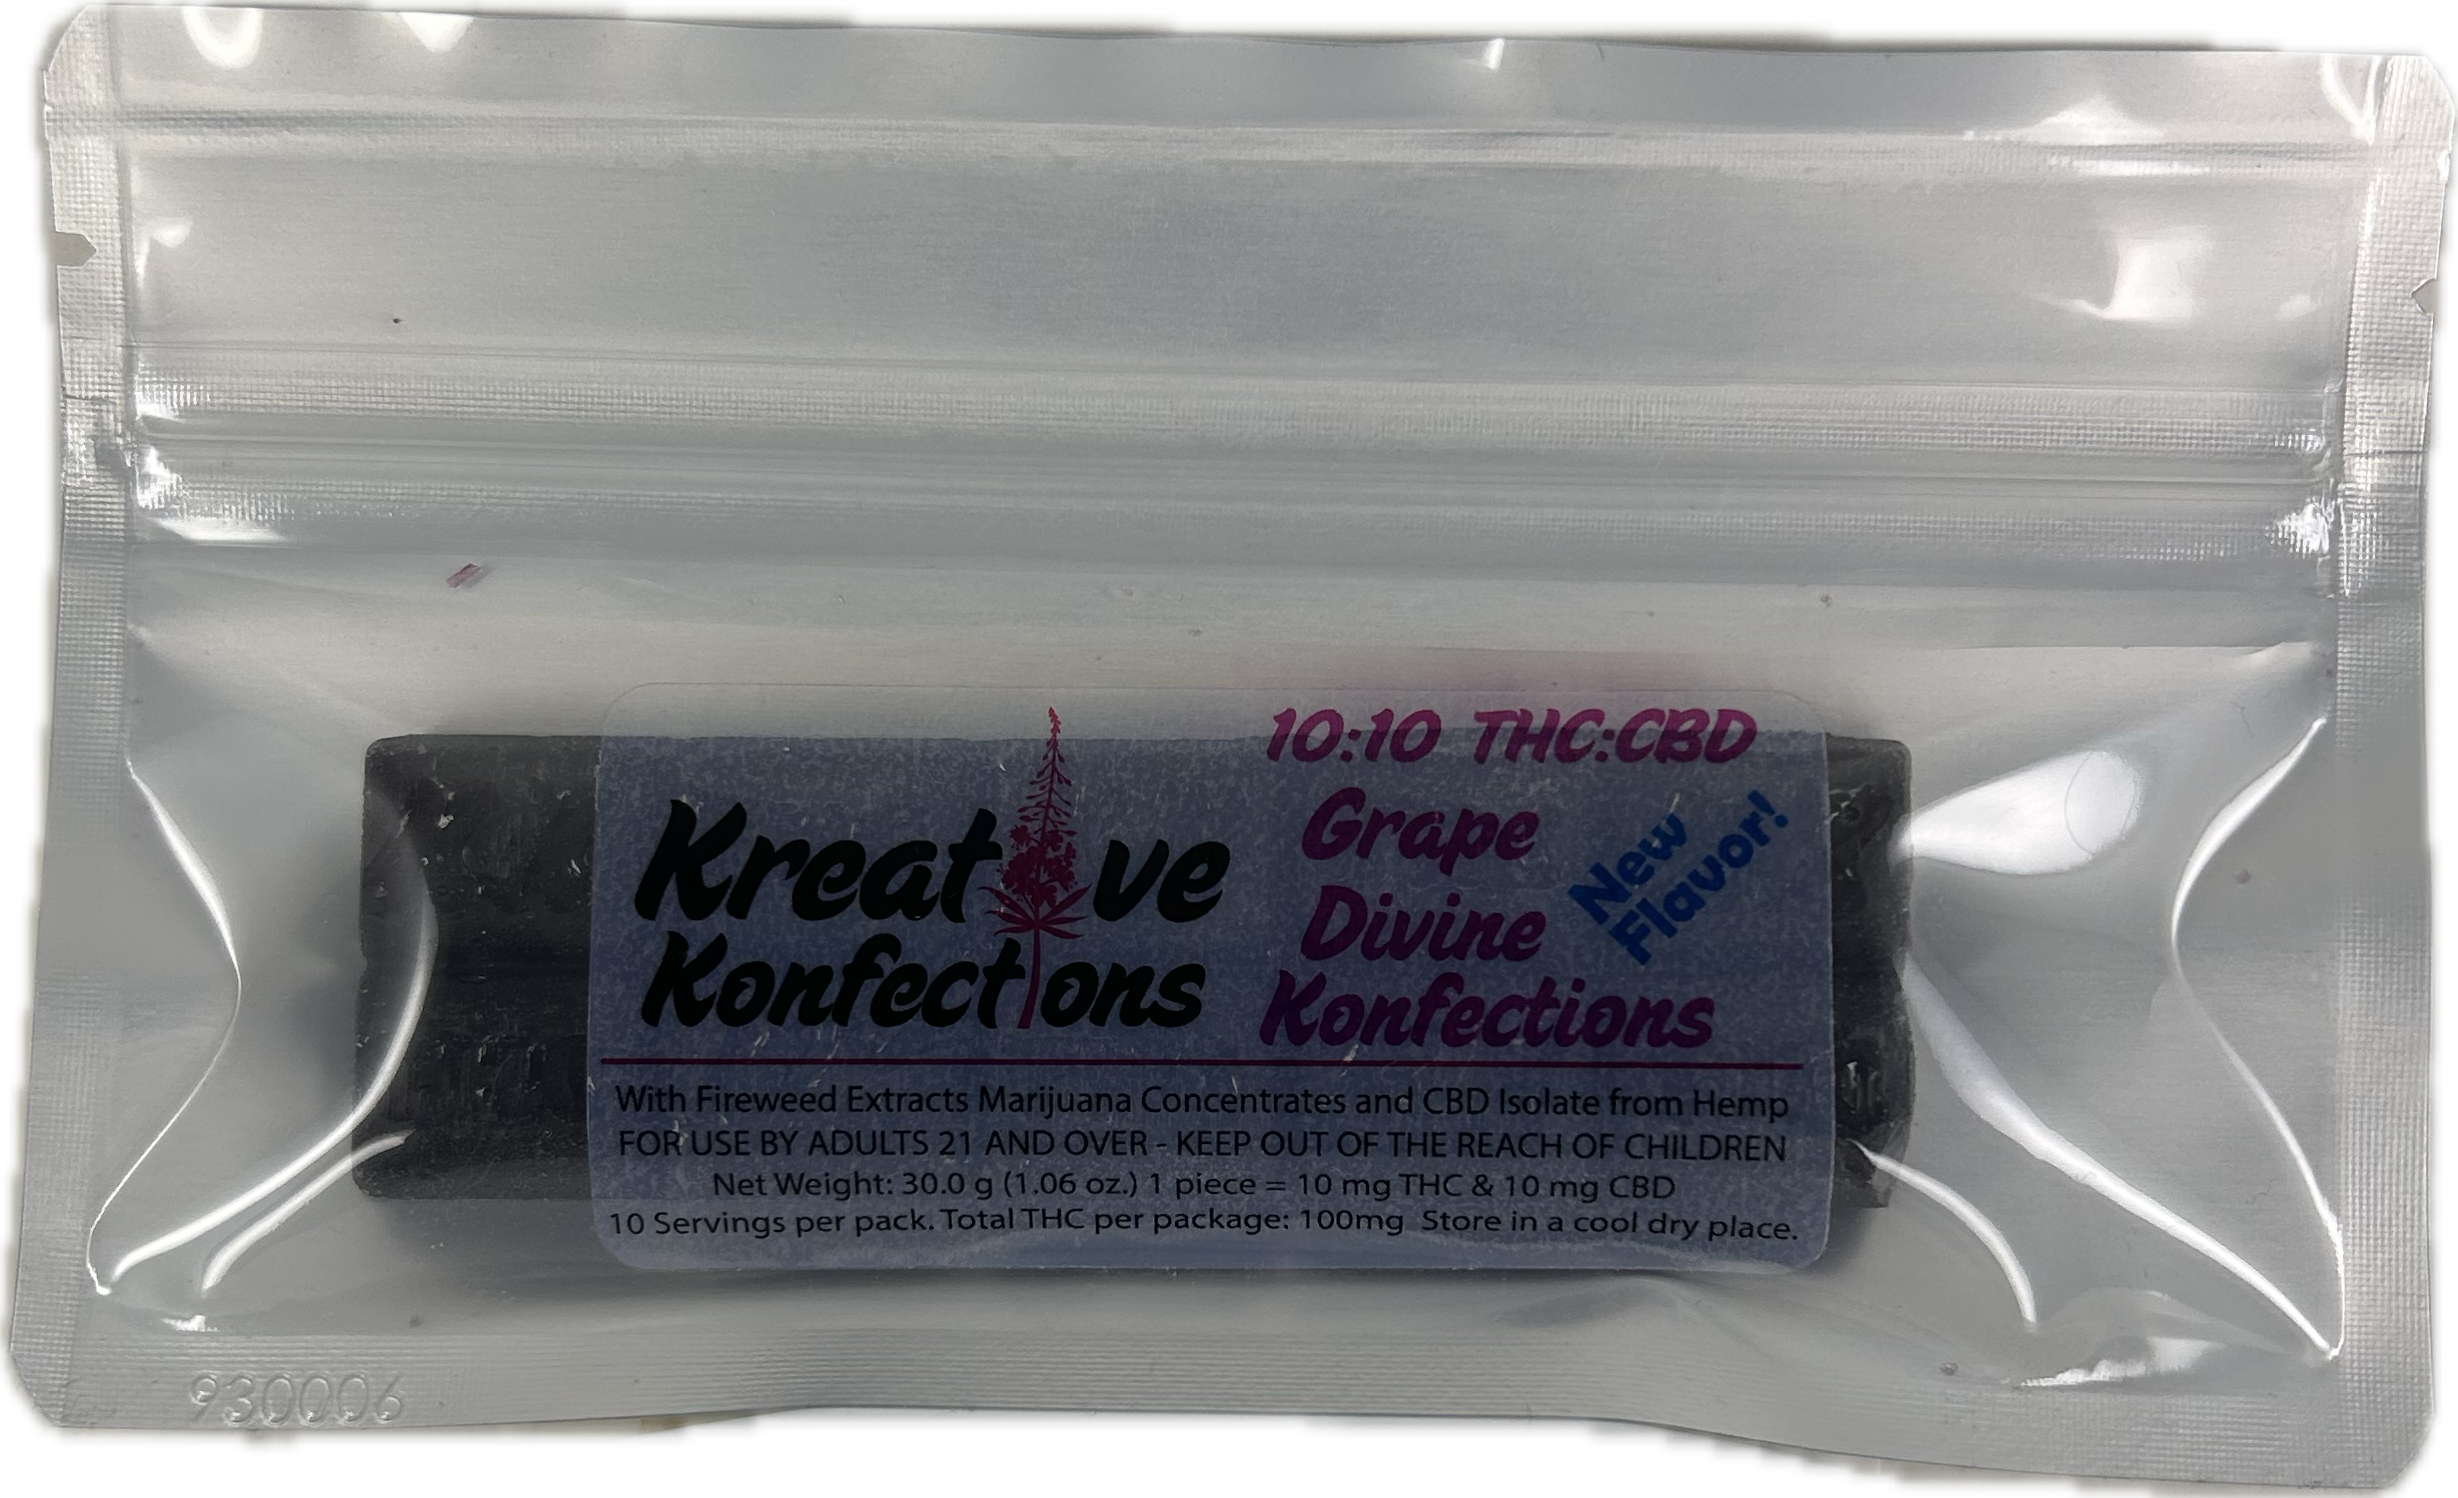 Kreative
Konfections
10:10 THC:CBD
Grape
Divine
Konfections
New
Flavor!
With Fireweed Extracts Marijuana Concentrates and CBD Isolate from Hemp
FOR USE BY ADULTS 21 AND OVER - KEEP OUT OF THE REACH OF CHILDREN
Net Weight: 30.0 g (1.06 oz.) 1 piece = 10 mg THC & 10 mg CBD
10 Servings per pack. Total THC per package: 100mg Store in a cool dry place.
930006